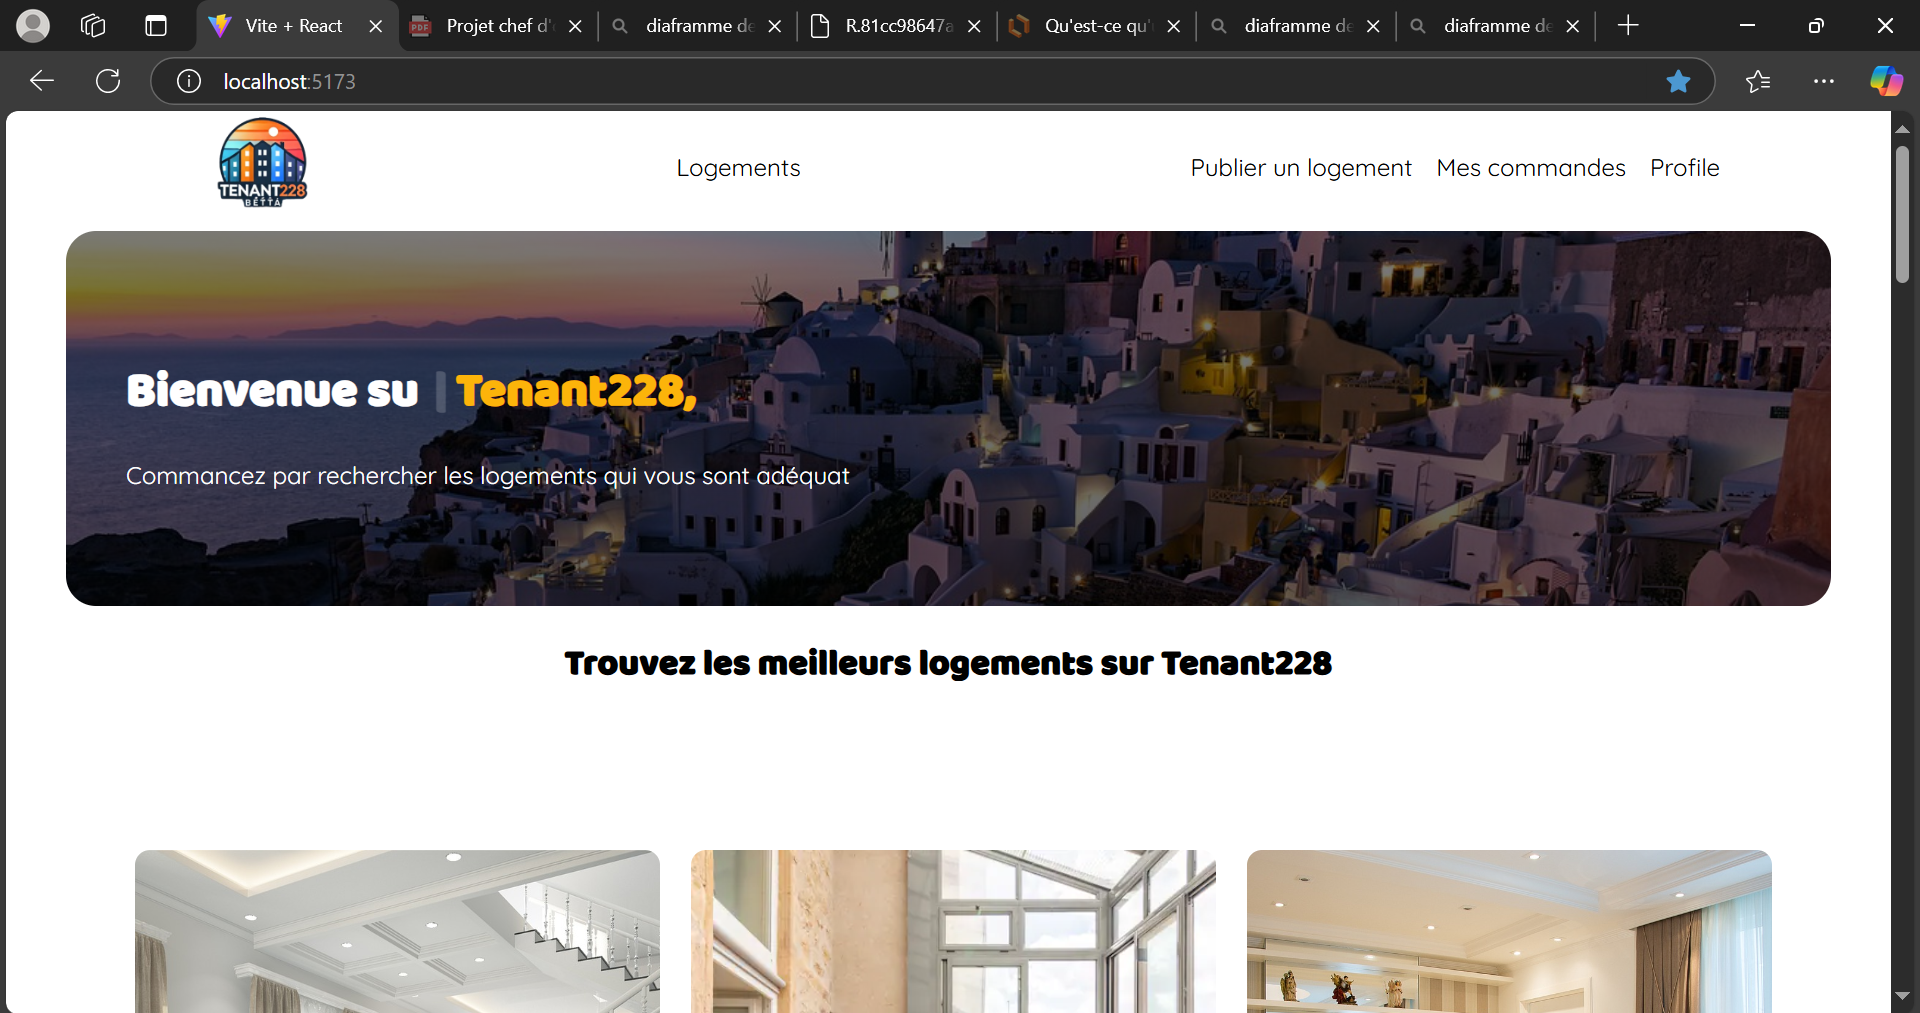 Vite + React
Projet chef d'
diaframme de
R.81cc98647a
Qu'est-ce qu'
diaframme de
diaframme de
localhost:5173
TENANT228
BETTA
Logements
Publier un logement
Mes commandes
Profile
Bienvenue su | Tenant228,
Commancez par rechercher les logements qui vous sont adéquat
Trouvez les meilleurs logements sur Tenant228